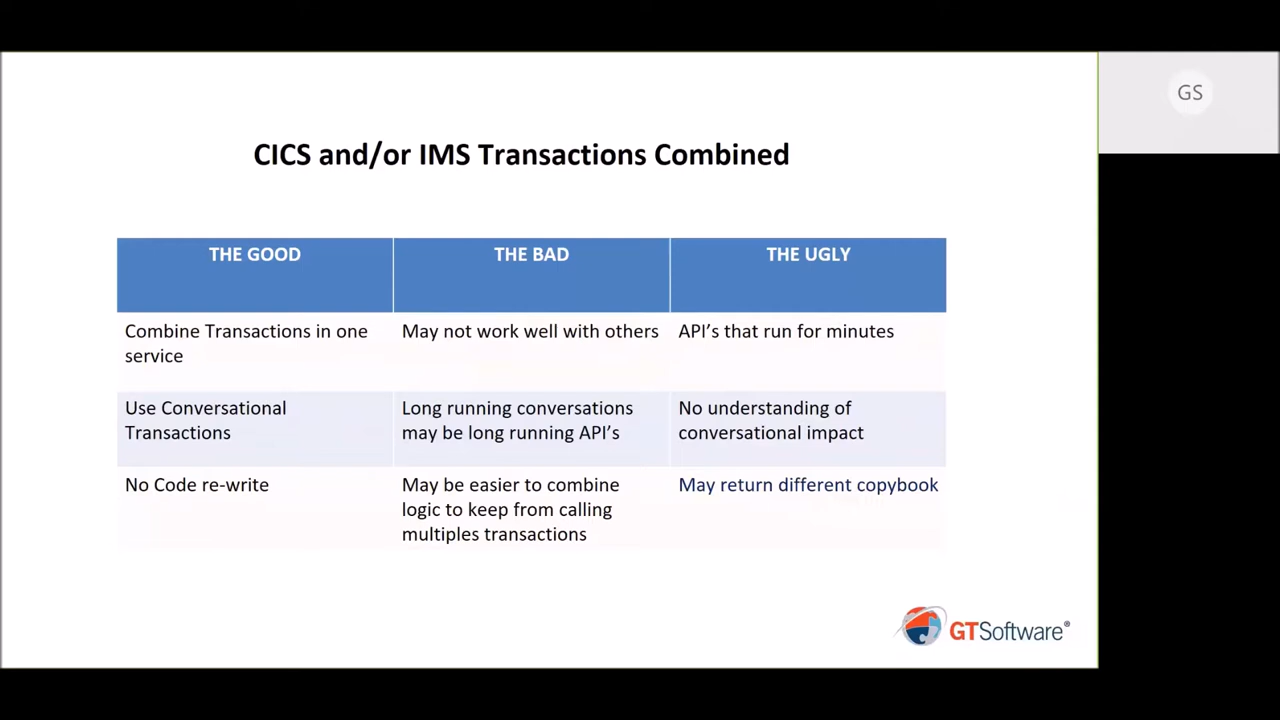 GS
CICS and/or IMS Transactions Combined
THE GOOD
THE BAD
THE UGLY
Combine Transactions in one
service
May not work well with others
API's that run for minutes
Use Conversational
Transactions
Long running conversations
may be long running API's
No understanding of
conversational impact
No Code re-write
May be easier to combine
logic to keep from calling
multiples transactions
May return different copybook
GTSoftware®